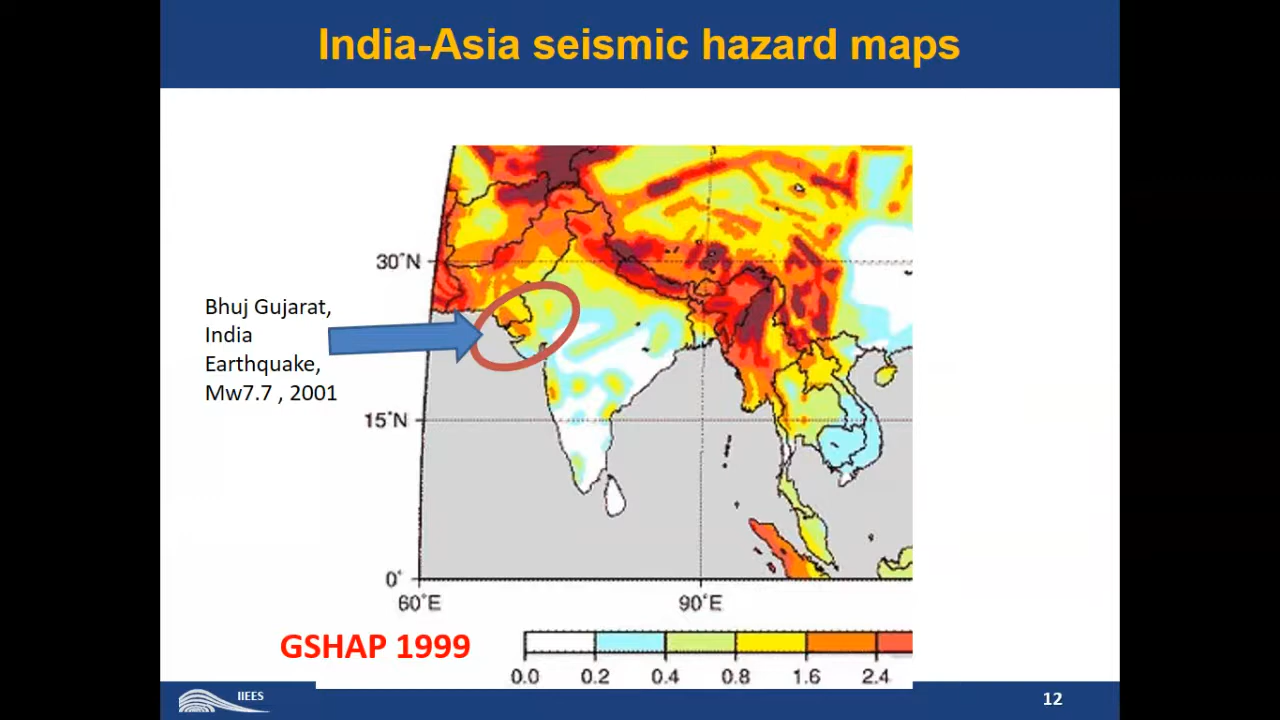 India-Asia seismic hazard maps
30°N
Bhuj Gujarat,
India
Earthquake,
Mw7.7 , 2001
15°N
0°
60°E
90°E
GSHAP 1999
0.0
0.2
0.4
0.8
1.6
2.4
IIEES
12